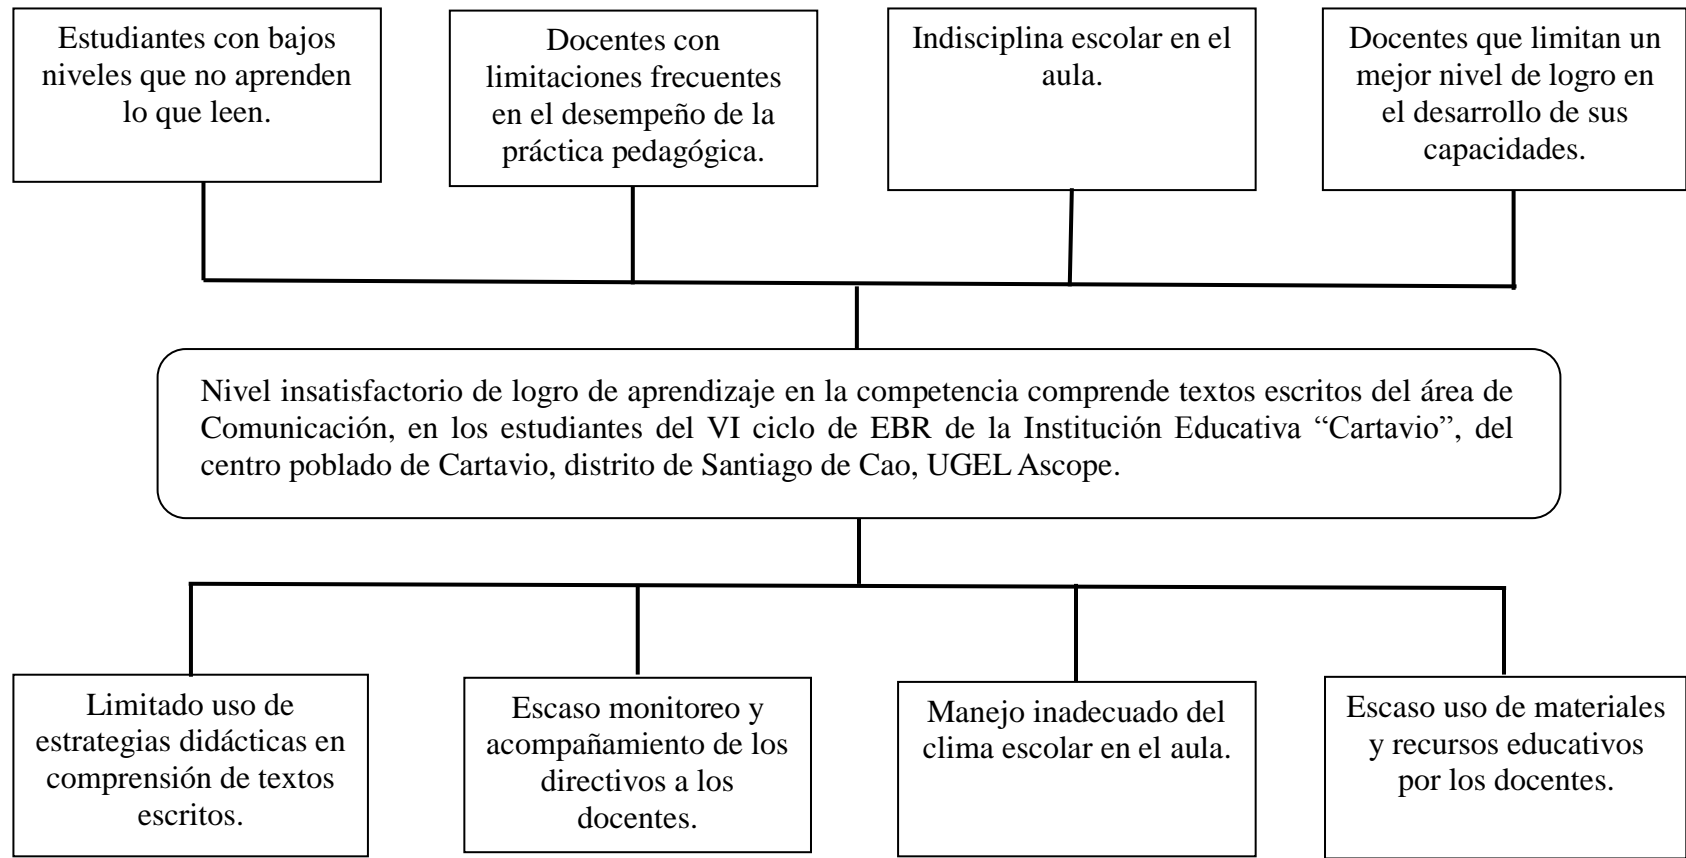 Estudiantes con bajos
niveles que no aprenden
lo que leen.
Docentes con
limitaciones frecuentes
en el desempeño de la
práctica pedagógica.
Indisciplina escolar en el
aula.
Docentes que limitan un
mejor nivel de logro en
el desarrollo de sus
capacidades.
Nivel insatisfactorio de logro de aprendizaje en la competencia comprende textos escritos del área de
Comunicación, en los estudiantes del VI ciclo de EBR de la Institución Educativa “Cartavio”, del
centro poblado de Cartavio, distrito de Santiago de Cao, UGEL Ascope.
Limitado uso de
estrategias didácticas en
comprensión de textos
escritos.
Escaso monitoreo y
acompañamiento de los
directivos a los
docentes.
Manejo inadecuado del
clima escolar en el aula.
Escaso uso de materiales
y recursos educativos
por los docentes.